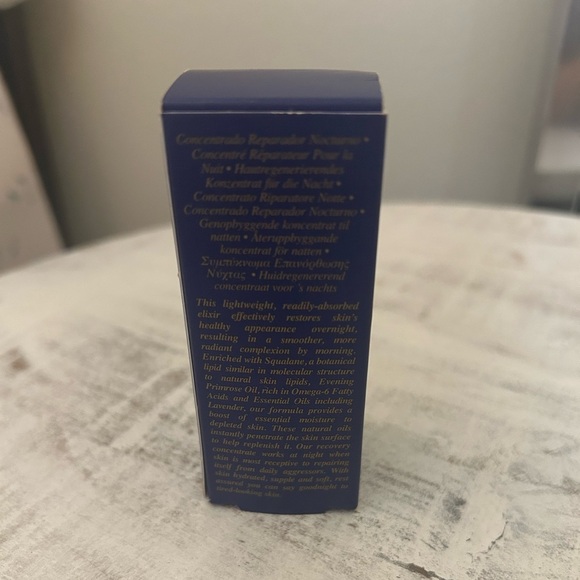 Concentrado Reparador Nocturno •
Concentré Réparateur Pour la
Nuit • Hautregenerierendes
Konzentrat für die Nacht •
Concentrato Riparatore Notte •
Concentrado Reparador Nocturno •
Genoppbyggende koncentrat til
natten • Återuppbyggande
koncentrat för natten •
Συμπύκνωμα Επανόρθωσης
Νύχτας • Huidregenererend
concentraat voor 's nachts
This lightweight, readily-absorbed
elixir effectively restores skin's
healthy appearance overnight,
resulting in a smoother, more
radiant complexion by morning.
Enriched with Squalane, a botanical
lipid similar in molecular structure
to natural skin lipids, Evening
Primrose Oil, rich in Omega-6 Fatty
Acids and Essential Oils including
Lavender, our formula provides a
boost of essential moisture to
depleted skin. These natural oils
instantly penetrate the skin surface
to help replenish it. Our recovery
concentrate works at night when
skin is most receptive to repairing
itself from daily aggressors. With
skin hydrated, supple and soft, rest
assured you can say goodnight to
tired-looking skin.